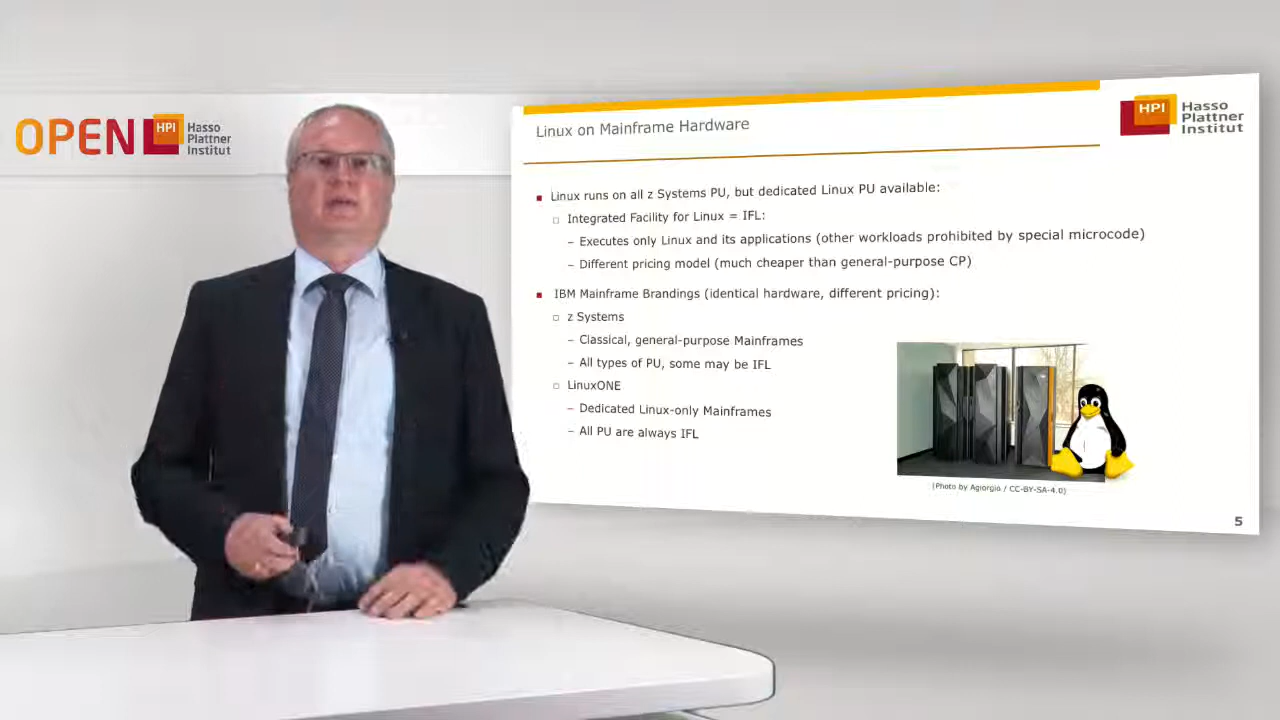 OPEN HPI Hasso
Plattner
Institut
Linux on Mainframe Hardware
HPI Hasso
Plattner
Institut
Linux runs on all z Systems PU, but dedicated Linux PU available:
Integrated Facility for Linux = IFL:
– Executes only Linux and its applications (other workloads prohibited by special microcode)
– Different pricing model (much cheaper than general-purpose CP)
IBM Mainframe Brandings (identical hardware, different pricing):
z Systems
– Classical, general-purpose Mainframes
– All types of PU, some may be IFL
LinuxONE
– Dedicated Linux-only Mainframes
– All PU are always IFL
(Photo by Agiorgio / CC-BY-SA-4.0)
5